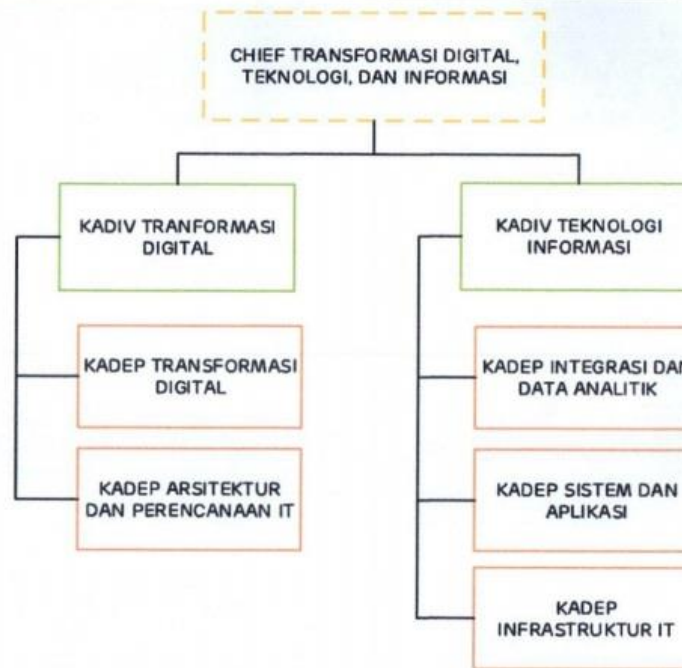 CHIEF TRANSFORMASI DIGITAL,
TEKNOLOGI, DAN INFORMASI
KADIV TRANFORMASI
DIGITAL
KADEP TRANSFORMASI
DIGITAL
KADEP ARSITEKTUR
DAN PERENCANAAN IT
KADIV TEKNOLOGI
INFORMASI
KADEP INTEGRASI DAN
DATA ANALITIK
KADEP SISTEM DAN
APLIKASI
KADEP
INFRASTRUKTUR IT